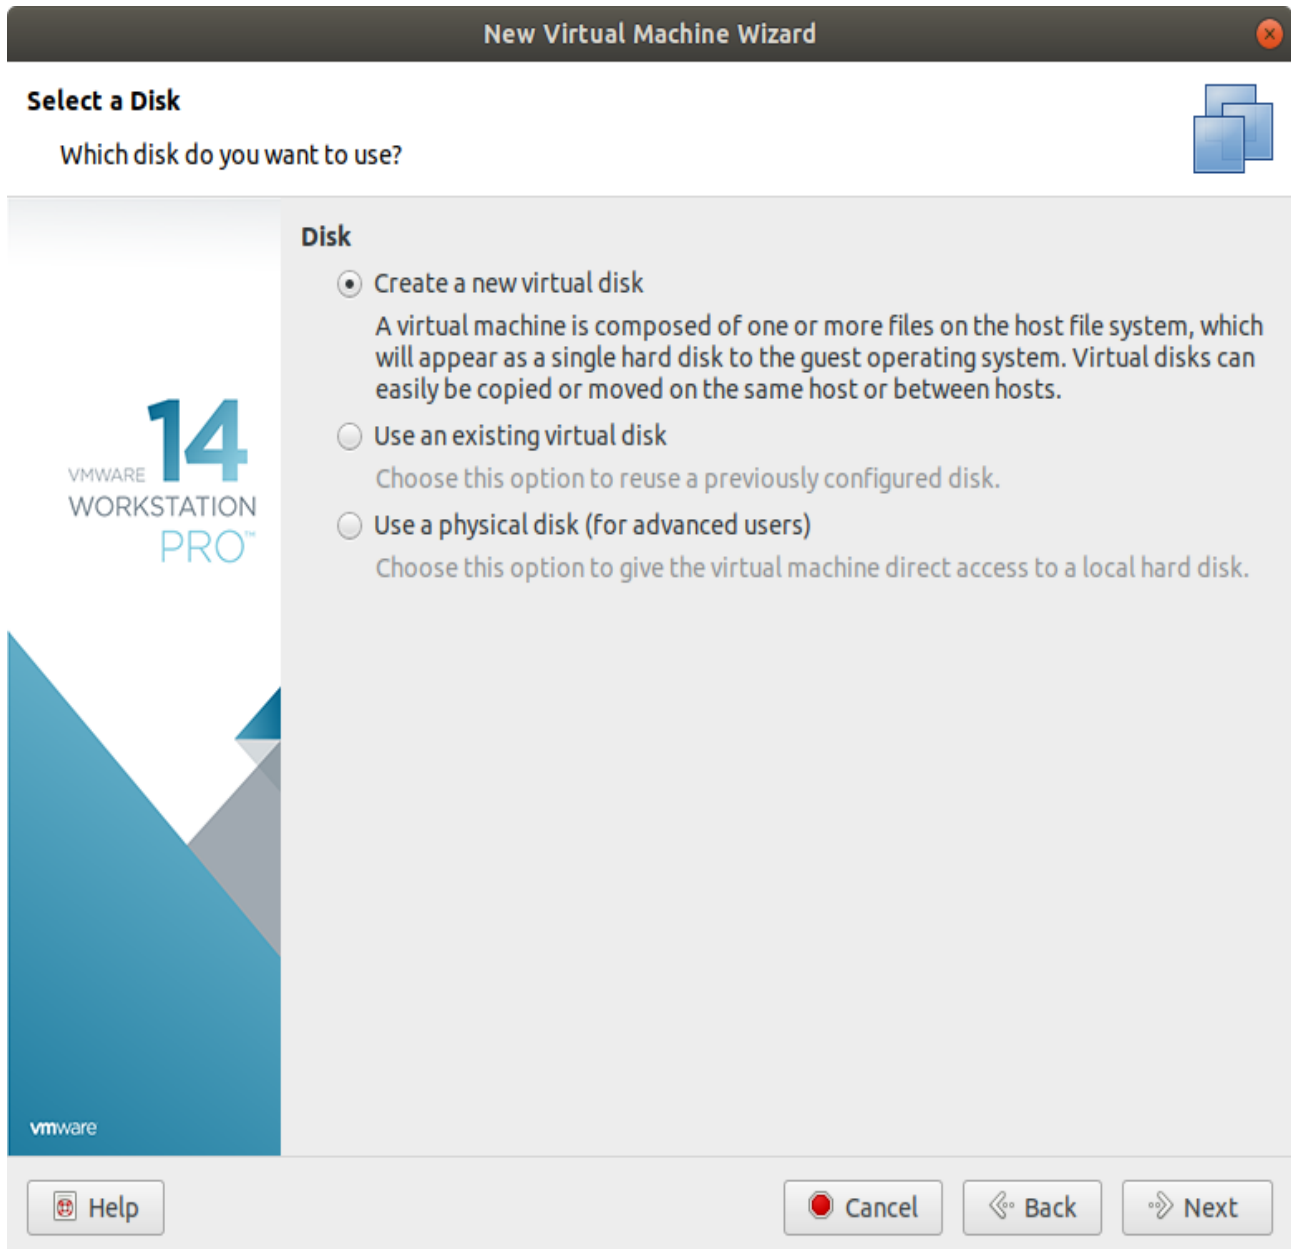 New Virtual Machine Wizard
Select a Disk
Which disk do you want to use?
Disk
Create a new virtual disk
A virtual machine is composed of one or more files on the host file system, which
will appear as a single hard disk to the guest operating system. Virtual disks can
easily be copied or moved on the same host or between hosts.
Use an existing virtual disk
Choose this option to reuse a previously configured disk.
Use a physical disk (for advanced users)
Choose this option to give the virtual machine direct access to a local hard disk.
VMWARE 14
WORKSTATION
PRO™
vmware
Help
Cancel
Back
Next